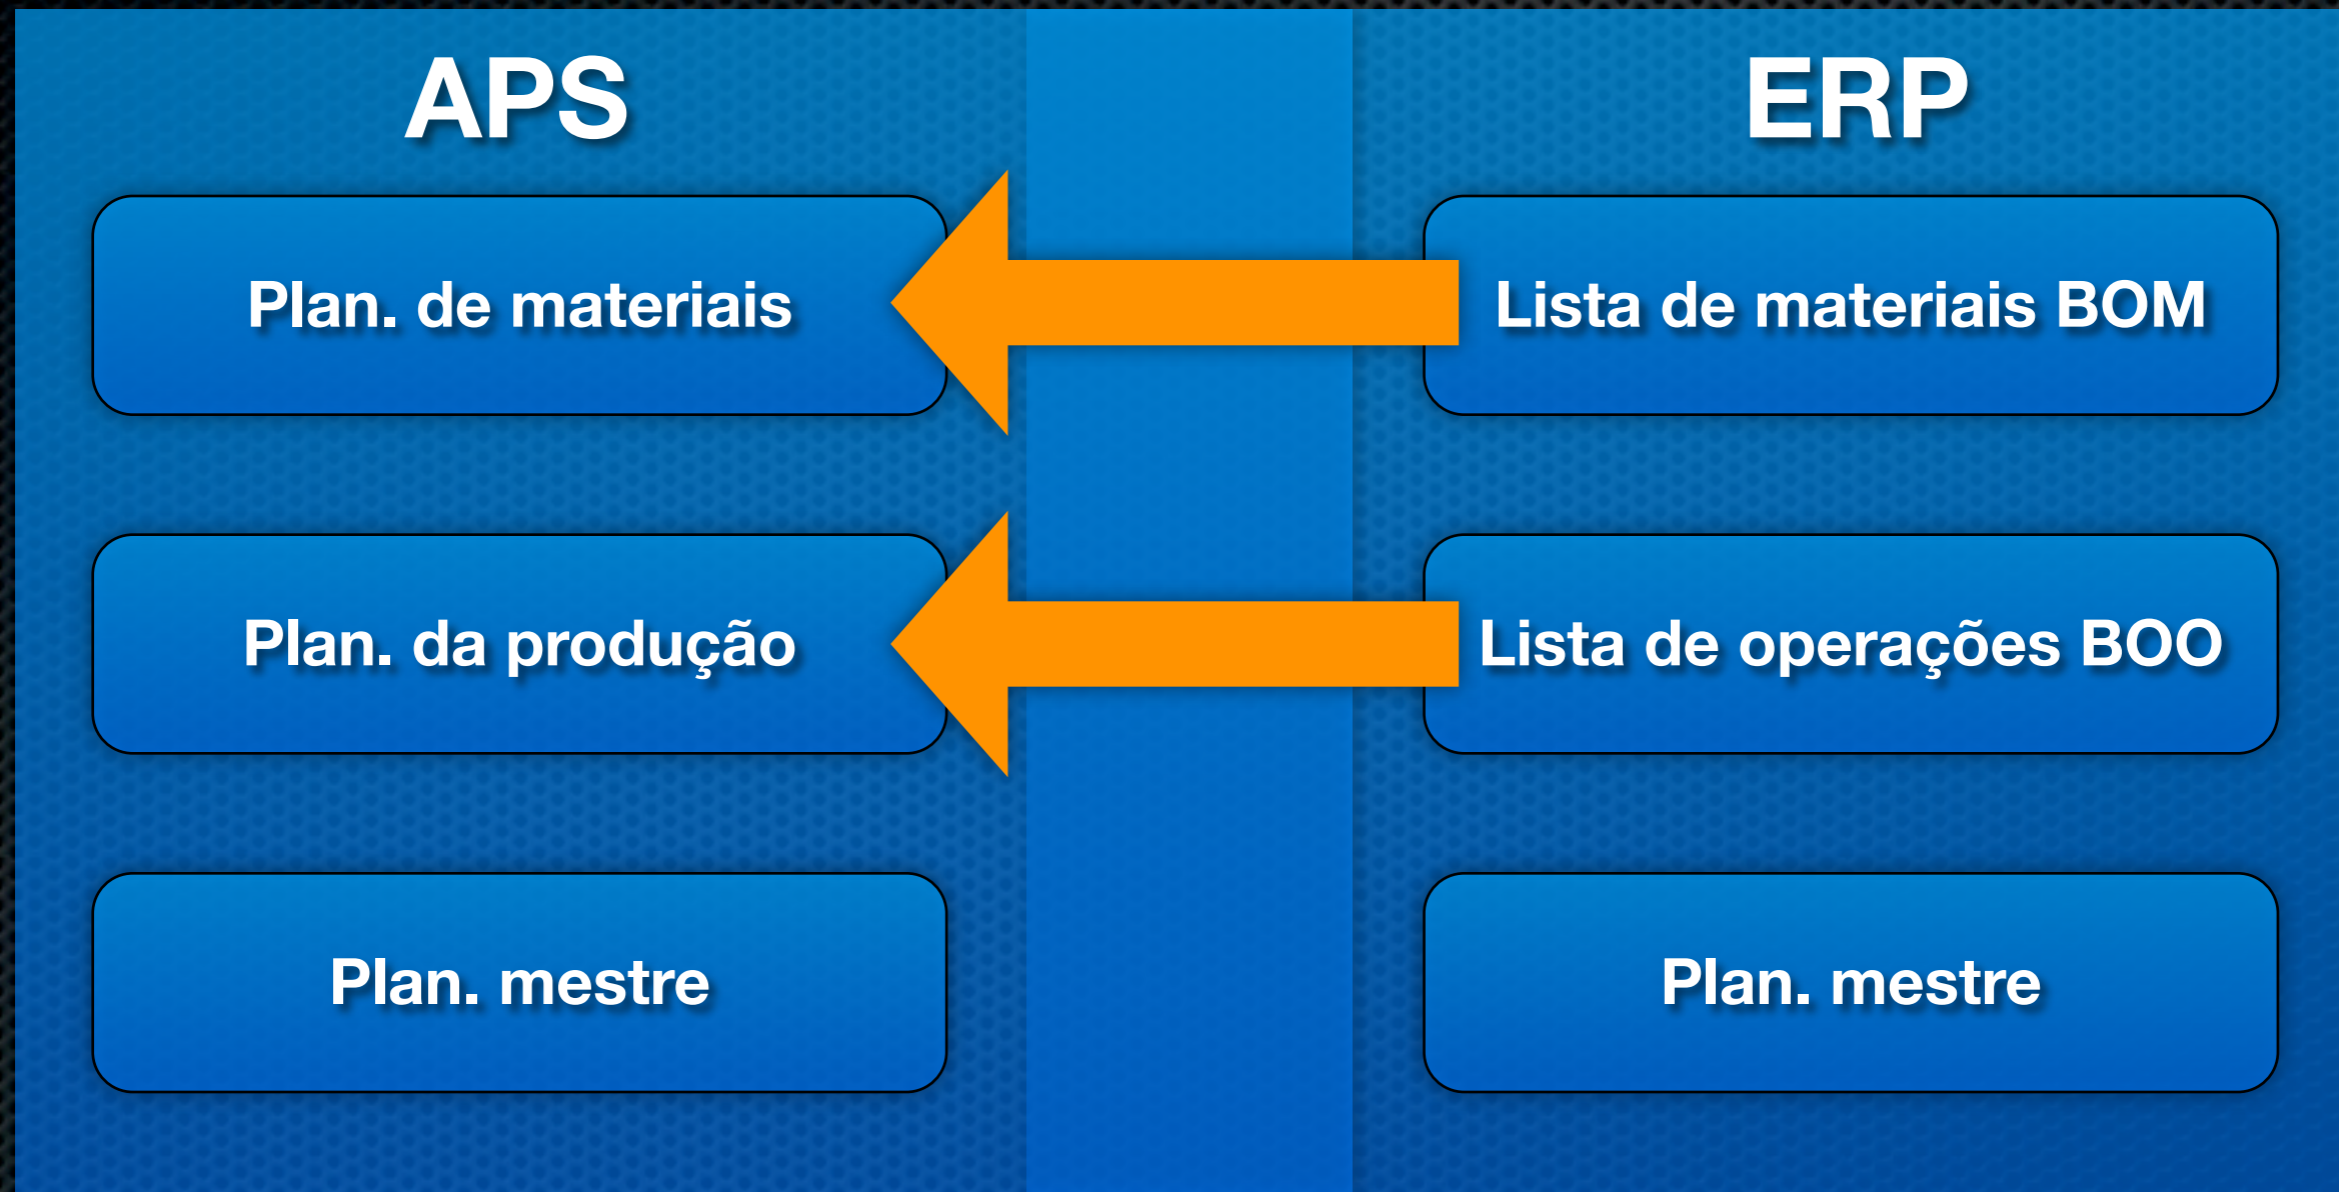 APS
ERP
Plan. de materiais
Lista de materiais BOM
Plan. da produção
Lista de operações BOO
Plan. mestre
Plan. mestre